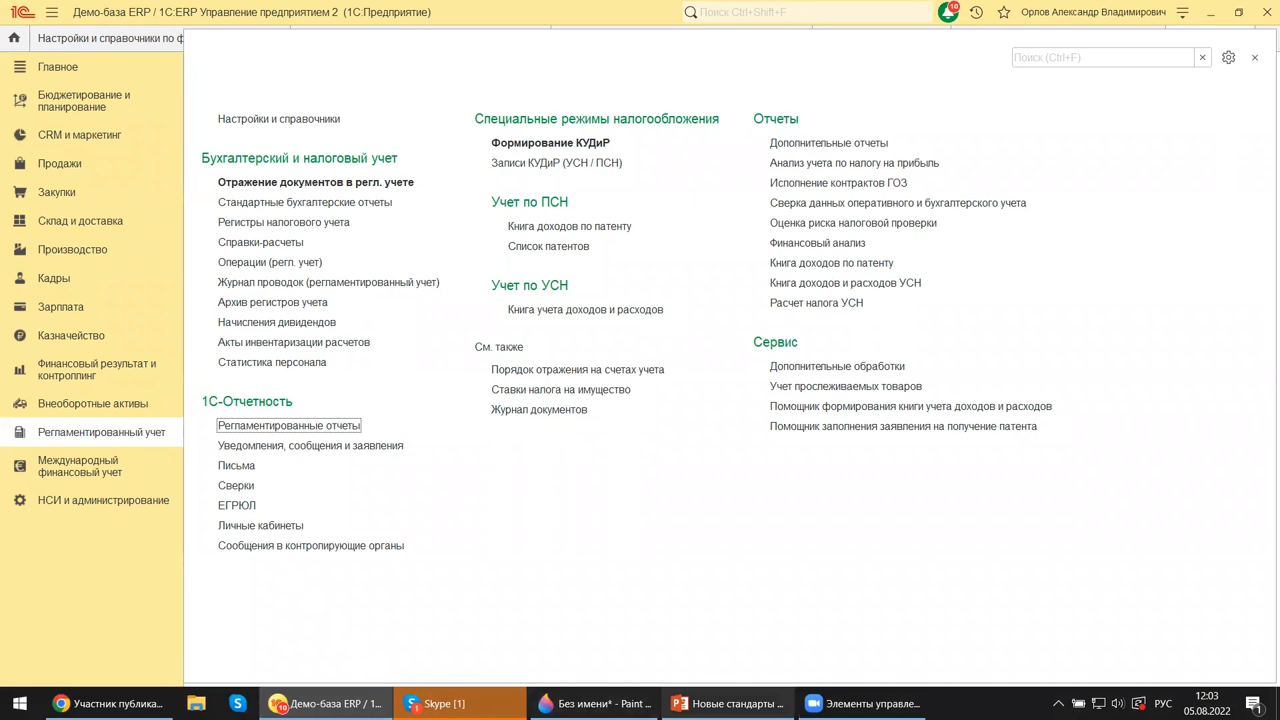 1С Демо-база ERP / 1С:ERP Управление предприятием 2 (1С:Предприятие)
Поиск Ctrl+Shift+F
10
Орлов Александр Владимирович
Настройки и справочники по ф
Поиск (Ctrl+F)
Главное
Бюджетирование и
планирование
CRM и маркетинг
Продажи
Закупки
Склад и доставка
Производство
Кадры
Зарплата
Казначейство
Финансовый результат и
контроллинг
Внеоборотные активы
Регламентированный учет
Международный
финансовый учет
НСИ и администрирование
Настройки и справочники
Бухгалтерский и налоговый учет
Отражение документов в регл. учете
Стандартные бухгалтерские отчеты
Регистры налогового учета
Справки-расчеты
Операции (регл. учет)
Журнал проводок (регламентированный учет)
Архив регистров учета
Начисления дивидендов
Акты инвентаризации расчетов
Статистика персонала
1С-Отчетность
Регламентированные отчеты
Уведомления, сообщения и заявления
Письма
Сверки
ЕГРЮЛ
Личные кабинеты
Сообщения в контролирующие органы
Специальные режимы налогообложения
Формирование КУДиР
Записи КУДиР (УСН / ПСН)
Учет по ПСН
Книга доходов по патенту
Список патентов
Учет по УСН
Книга учета доходов и расходов
См. также
Порядок отражения на счетах учета
Ставки налога на имущество
Журнал документов
Отчеты
Дополнительные отчеты
Анализ учета по налогу на прибыль
Исполнение контрактов ГОЗ
Сверка данных оперативного и бухгалтерского учета
Оценка риска налоговой проверки
Финансовый анализ
Книга доходов по патенту
Книга доходов и расходов УСН
Расчет налога УСН
Сервис
Дополнительные обработки
Учет прослеживаемых товаров
Помощник формирования книги учета доходов и расходов
Помощник заполнения заявления на получение патента
Участник публика...
10
Демо-база ERP / 1...
1
Skype [1]
Без имени* - Paint ...
Новые стандарты ...
Элементы управле...
РУС
12:03
05.08.2022
1